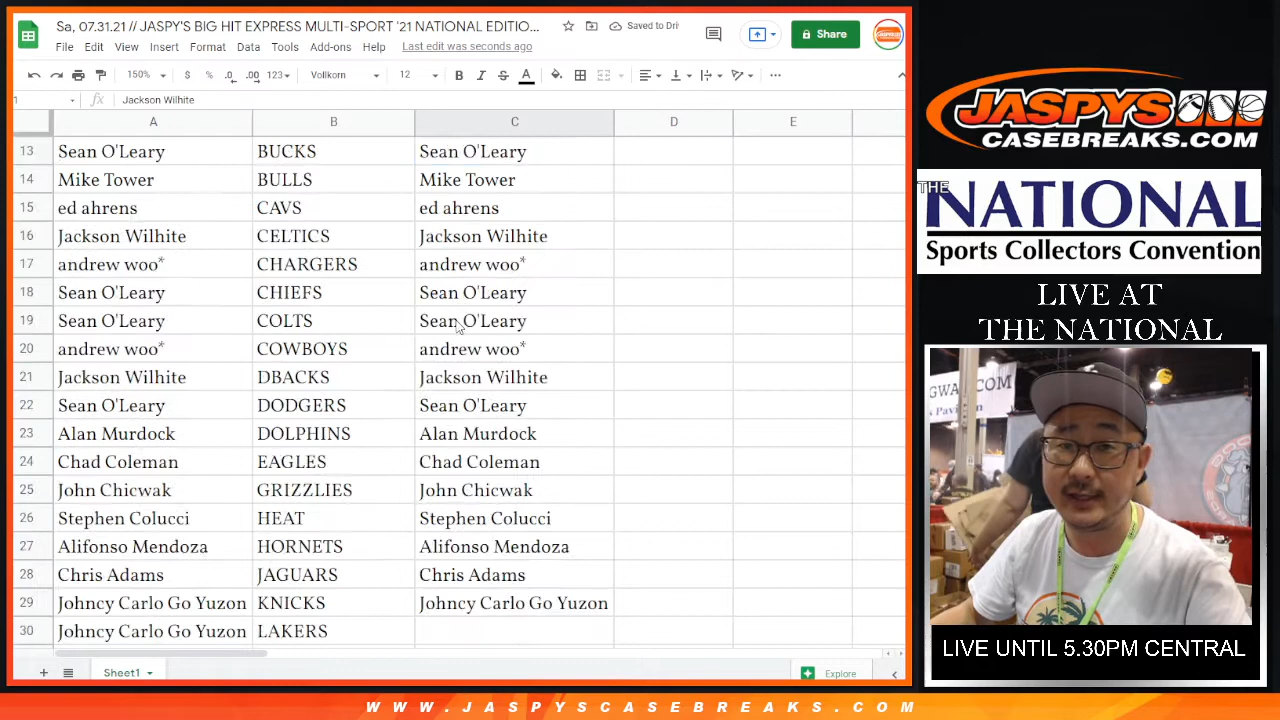 Sa, 07.31.21 // JASPY'S BIG HIT EXPRESS MULTI-SPORT '21 NATIONAL EDITIO...
Saved to Dri
Share
File Edit View Insert Format Data Tools Add-ons Help Last edit was seconds ago
150% $ % .0 .00 123 Vollkorn 12 B I S A
1 fx Jackson Wilhite
A B C D E
13 Sean O'Leary BUCKS Sean O'Leary
14 Mike Tower BULLS Mike Tower
15 ed ahrens CAVS ed ahrens
16 Jackson Wilhite CELTICS Jackson Wilhite
17 andrew woo* CHARGERS andrew woo*
18 Sean O'Leary CHIEFS Sean O'Leary
19 Sean O'Leary COLTS Sean O'Leary
20 andrew woo* COWBOYS andrew woo*
21 Jackson Wilhite DBACKS Jackson Wilhite
22 Sean O'Leary DODGERS Sean O'Leary
23 Alan Murdock DOLPHINS Alan Murdock
24 Chad Coleman EAGLES Chad Coleman
25 John Chicwak GRIZZLIES John Chicwak
26 Stephen Colucci HEAT Stephen Colucci
27 Alifonso Mendoza HORNETS Alifonso Mendoza
28 Chris Adams JAGUARS Chris Adams
29 Johncy Carlo Go Yuzon KNICKS Johncy Carlo Go Yuzon
30 Johncy Carlo Go Yuzon LAKERS
Sheet1
Explore
JASPYS
CASEBREAKS.COM
THE
NATIONAL
Sports Collectors Convention
LIVE AT
THE NATIONAL
LIVE UNTIL 5.30PM CENTRAL
WWW.JASPYSCASEBREAKS.COM